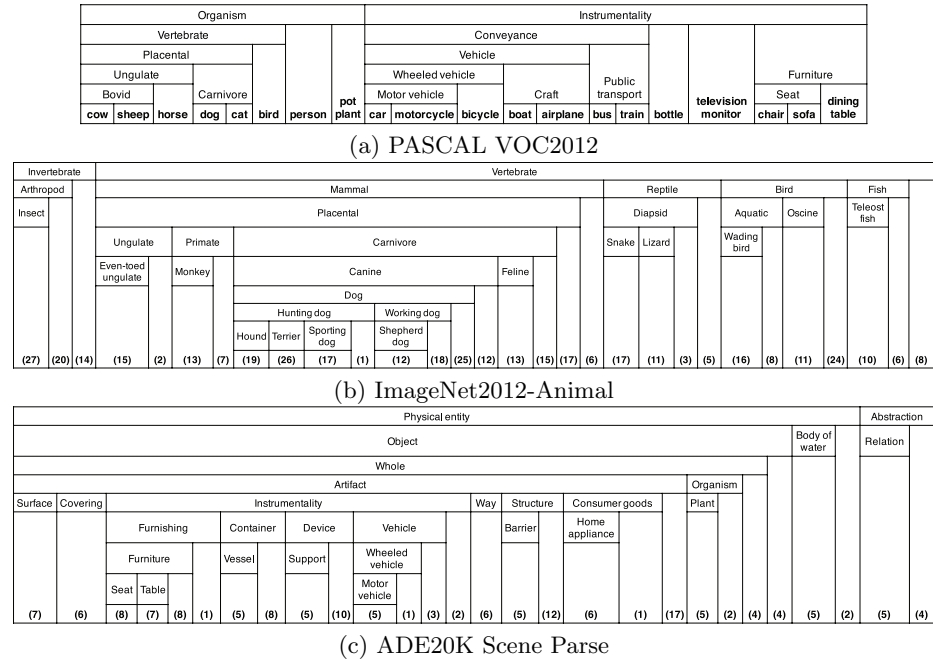 Organism Instrumentality
Vertebrate Conveyance
Placental Vehicle
Ungulate Wheeled vehicle Public transport Furniture
Bovid Carnivore Motor vehicle Craft Seat
cow sheep horse dog cat bird person pot plant car motorcycle bicycle boat airplane bus train bottle television monitor chair sofa dining table
(a) PASCAL VOC2012
Invertebrate Vertebrate
Arthropod Mammal Reptile Bird Fish
Insect Placental Diapsid Aquatic Oscine Teleost fish
Ungulate Primate Carnivore Snake Lizard Wading bird
Even-toed ungulate Monkey Canine Feline
Dog
Hunting dog Working dog
Hound Terrier Sporting dog Shepherd dog
(27) (20) (14) (15) (2) (13) (7) (19) (26) (17) (1) (12) (18) (25) (12) (13) (15) (17) (6) (17) (11) (3) (5) (16) (8) (11) (24) (10) (6) (8)
(b) ImageNet2012-Animal
Physical entity Abstraction
Object Body of water Relation
Whole
Artifact Organism
Surface Covering Instrumentality Way Structure Consumer goods Plant
Furnishing Container Device Vehicle Barrier Home appliance
Furniture Vessel Support Wheeled vehicle
Seat Table Motor vehicle
(7) (6) (8) (7) (8) (1) (5) (8) (5) (10) (5) (1) (3) (2) (6) (5) (12) (6) (1) (17) (5) (2) (4) (4) (5) (2) (5) (4)
(c) ADE20K Scene Parse